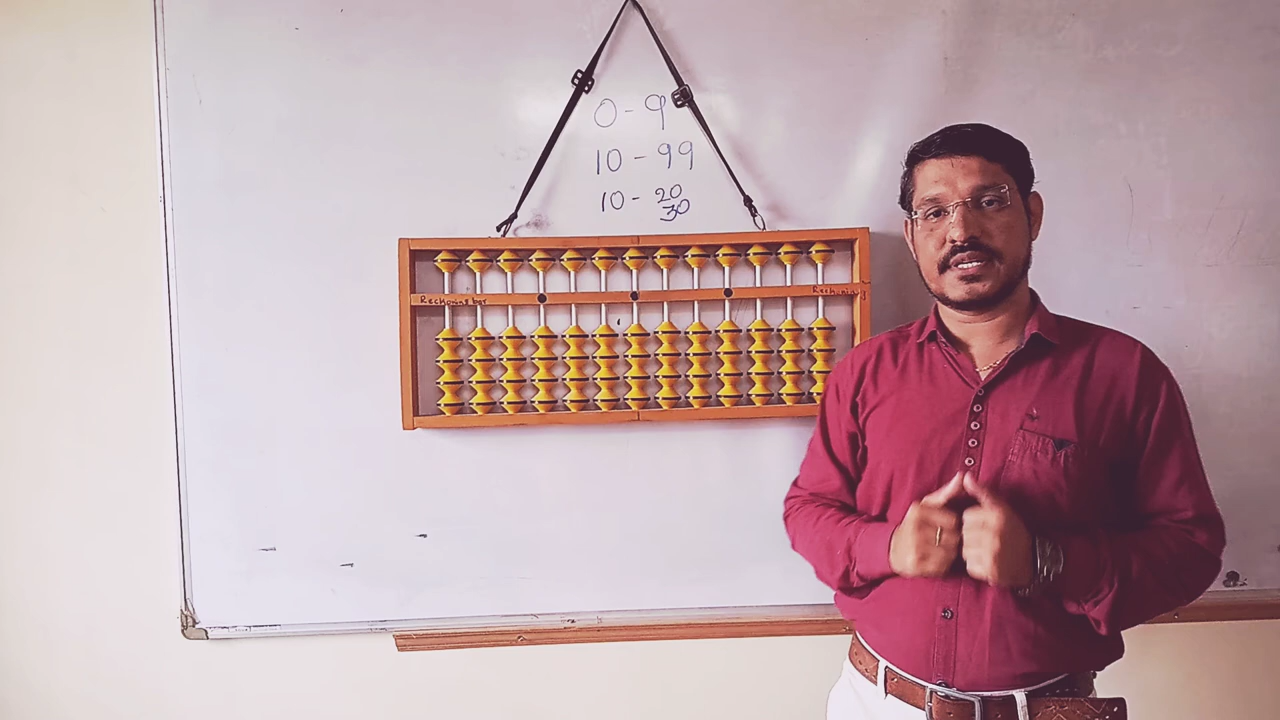 0 - 9
10 - 99
10 - 20
30
Reckoning bar